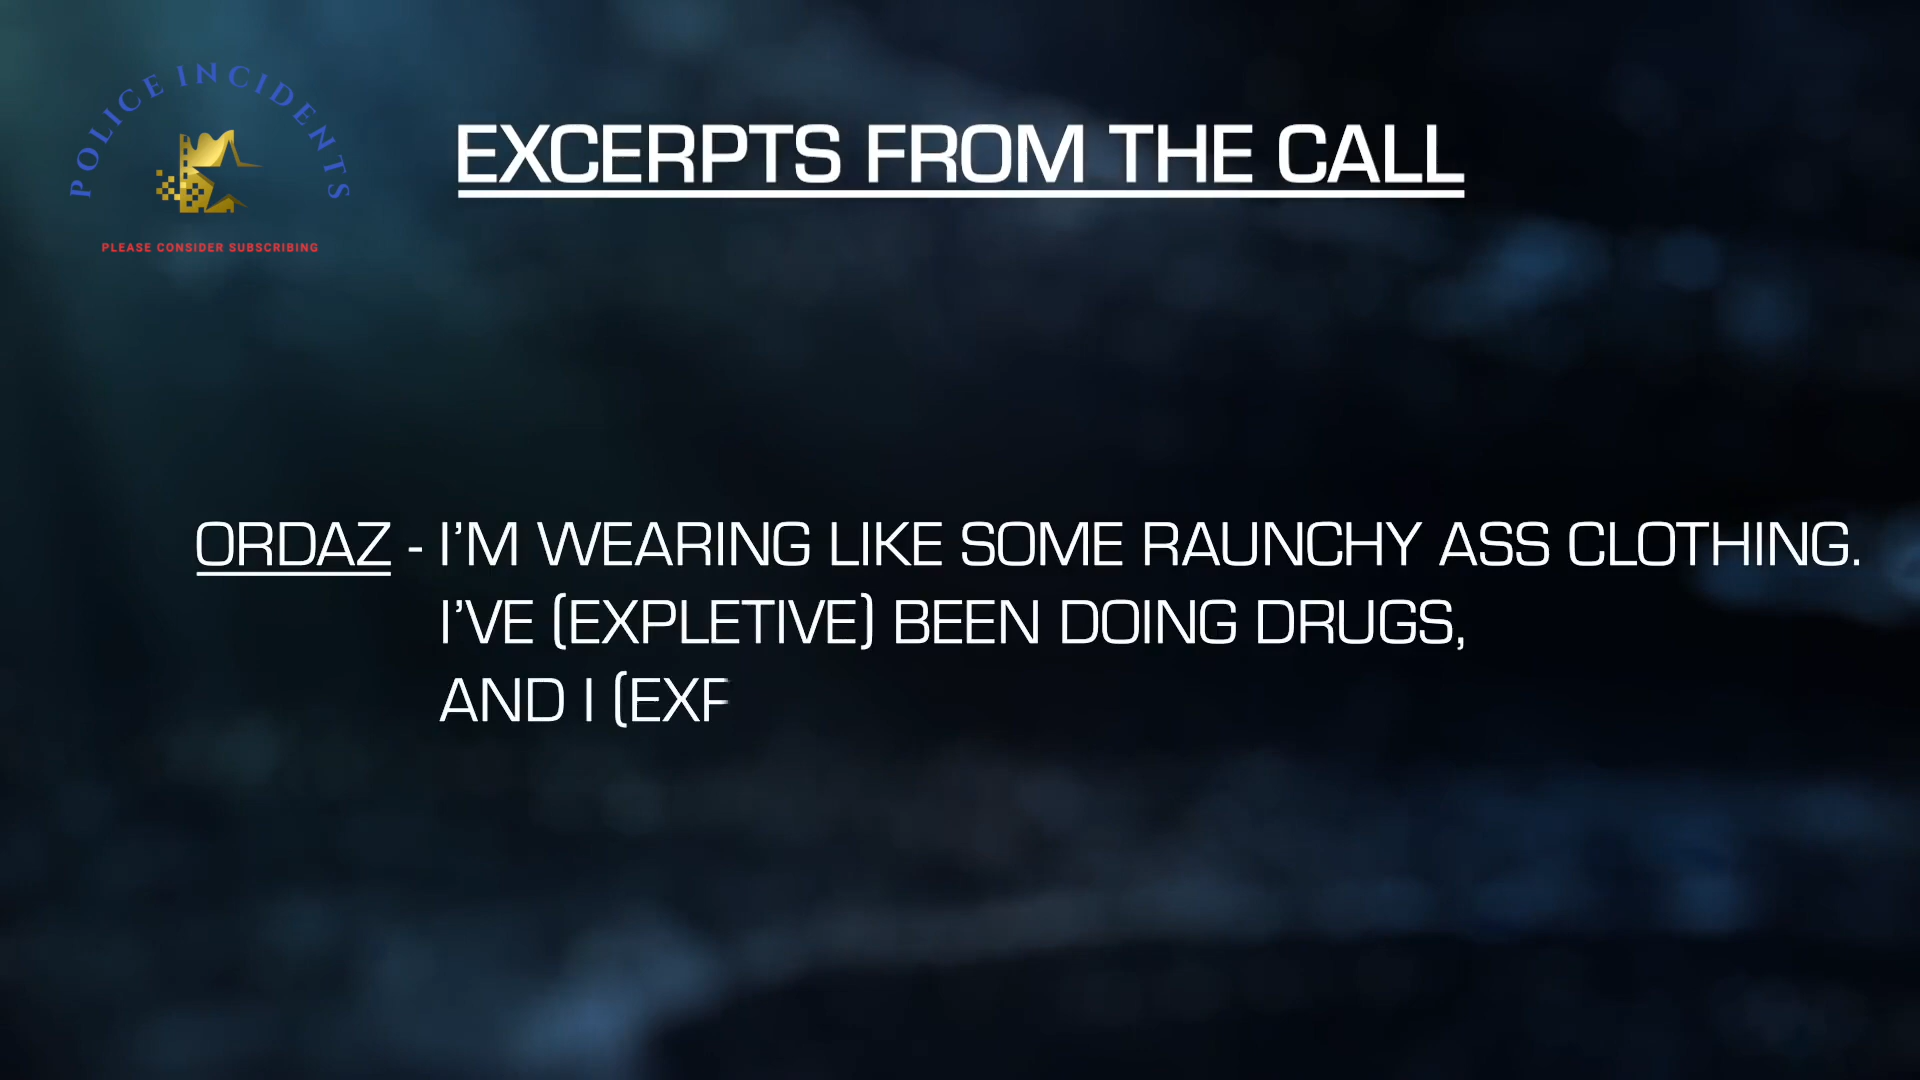 POLICE INCIDENTS
PLEASE CONSIDER SUBSCRIBING
EXCERPTS FROM THE CALL
ORDAZ - I'M WEARING LIKE SOME RAUNCHY ASS CLOTHING.
I'VE (EXPLETIVE) BEEN DOING DRUGS,
AND I (EXP